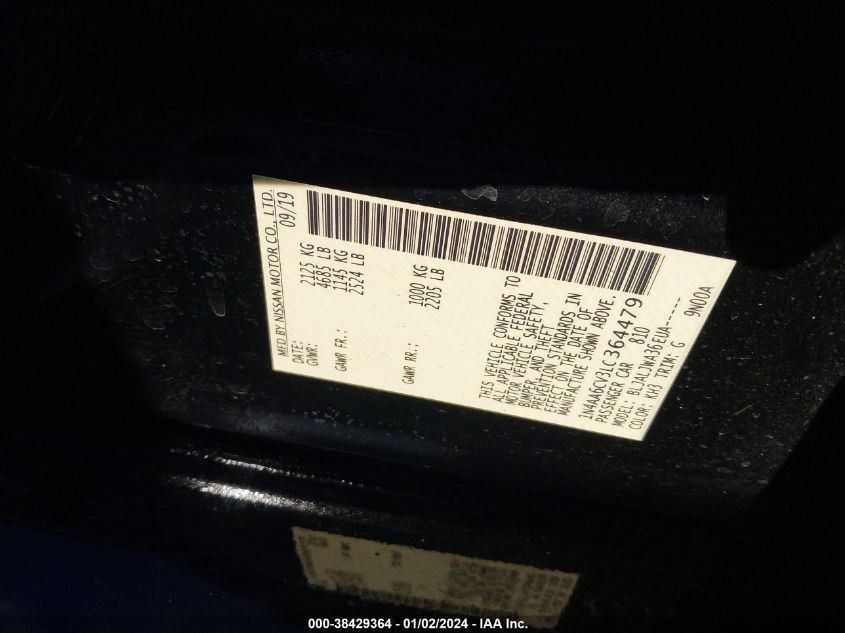 MFD BY NISSAN MOTOR CO., LTD.
DATE: 09/19
GVWR: 2125 KG
4685 LB
GAWR FR.: 1145 KG
2524 LB
GAWR RR.: 1000 KG
2205 LB
THIS VEHICLE CONFORMS TO
ALL APPLICABLE FEDERAL
MOTOR VEHICLE SAFETY,
BUMPER, AND THEFT
PREVENTION STANDARDS IN
EFFECT ON THE DATE OF
MANUFACTURE SHOWN ABOVE.
1N4AA6CV3LC364479
PASSENGER CAR 810
MODEL: BLJALJWA36EUA-----
COLOR: KH3 TRIM: G 9N00A
000-38429364 - 01/02/2024 - IAA Inc.